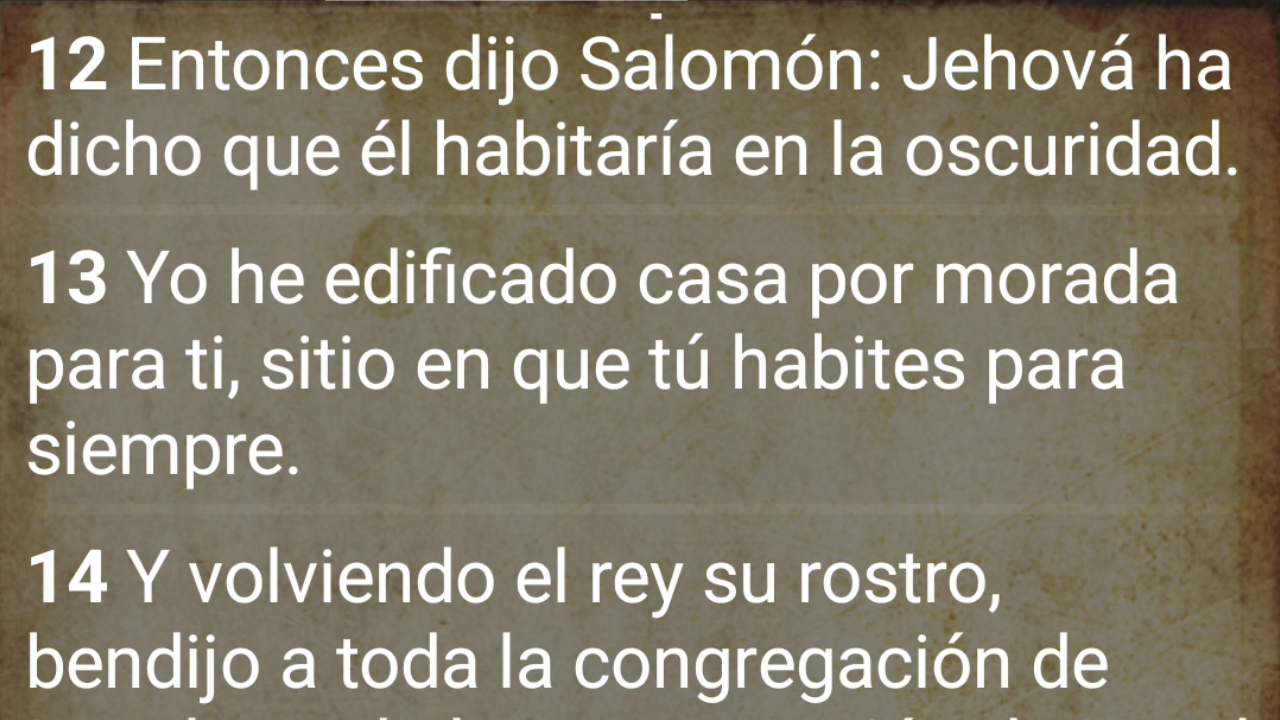 12 Entonces dijo Salomón: Jehová ha
dicho que él habitaría en la oscuridad.
13 Yo he edificado casa por morada
para ti, sitio en que tú habites para
siempre.
14 Y volviendo el rey su rostro,
bendijo a toda la congregación de